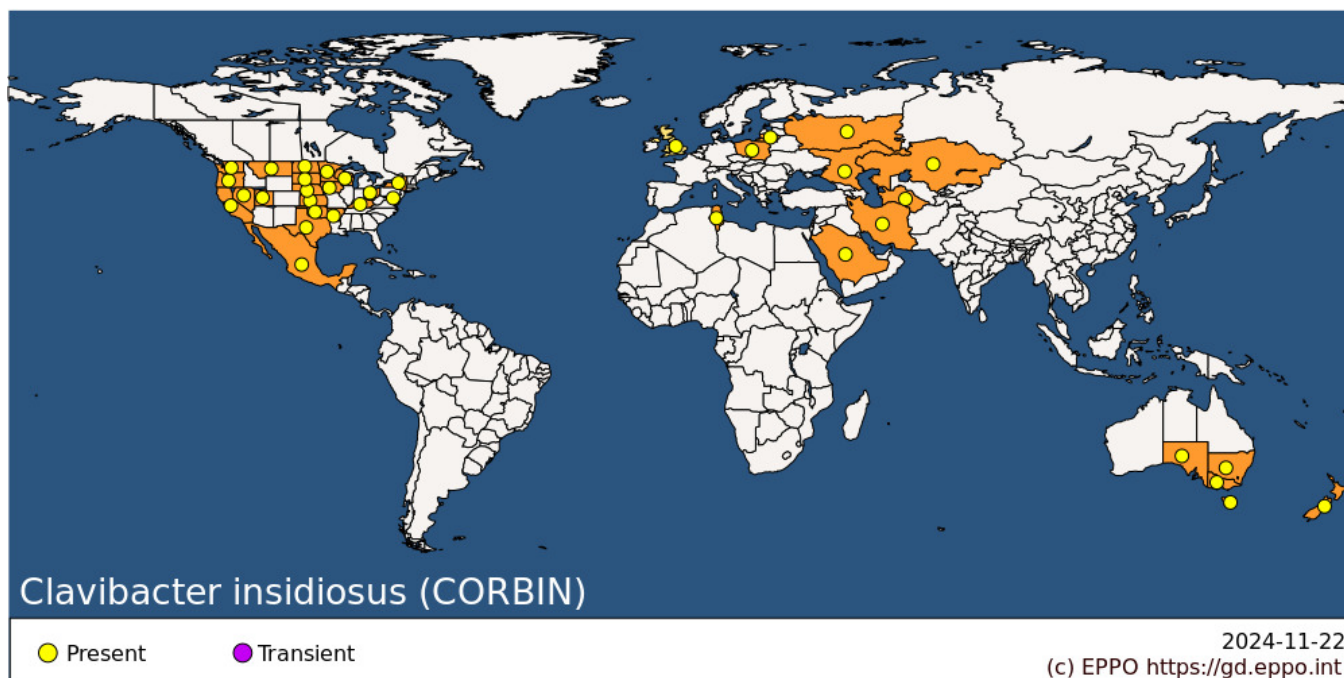 Clavibacter insidiosus (CORBIN)
Present
Transient
2024-11-22
(c) EPPO https://gd.eppo.int